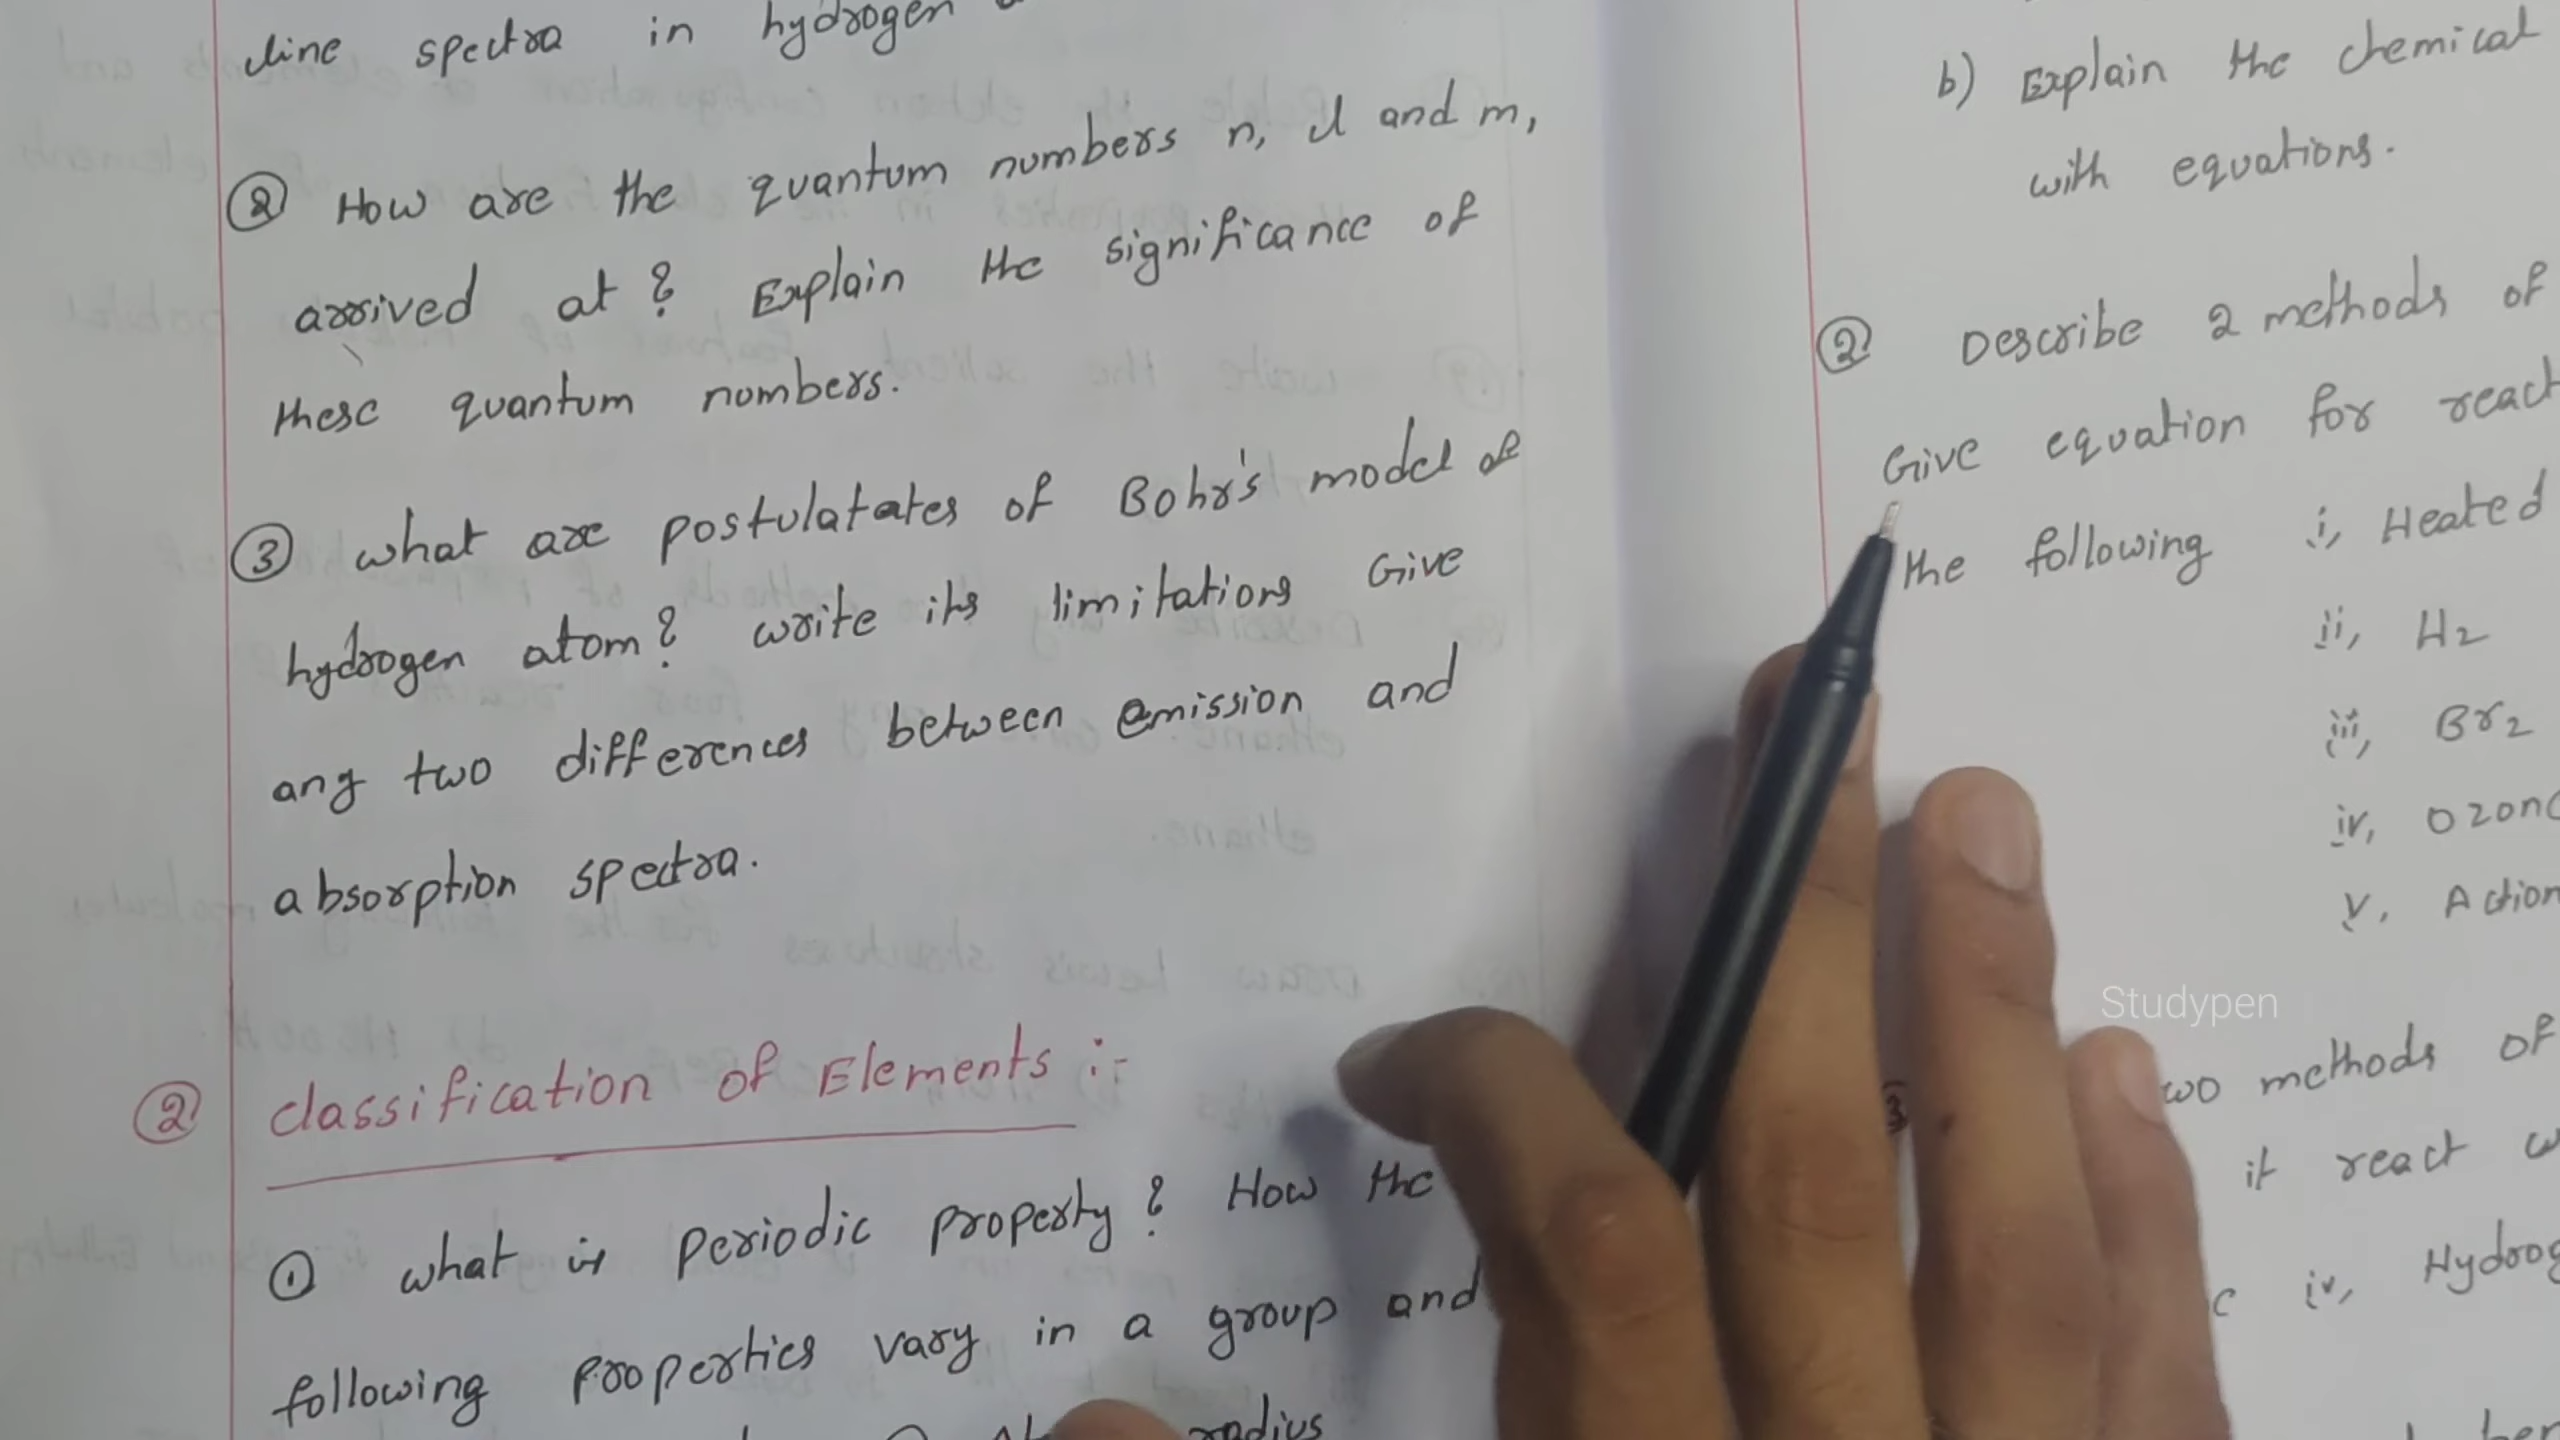 line spectra in hydrogen
② How are the quantum numbers n, l and m,
arrived at? Explain the significance of
these quantum numbers.
③ what are postulatates of Bohr's model of
hydrogen atom? write its limitations Give
any two differences between emission and
absorption spectra.
② classification of Elements :-
① what is periodic property? How the
following properties vary in a group and
radius
b) Explain the chemical
with equations.
② Describe 2 methods of
Give equation for react
the following i, Heated
ii, H2
iii, Br2
iv, Ozon
v, Action
Studypen
wo methods of
it react w
c iv, Hydrog